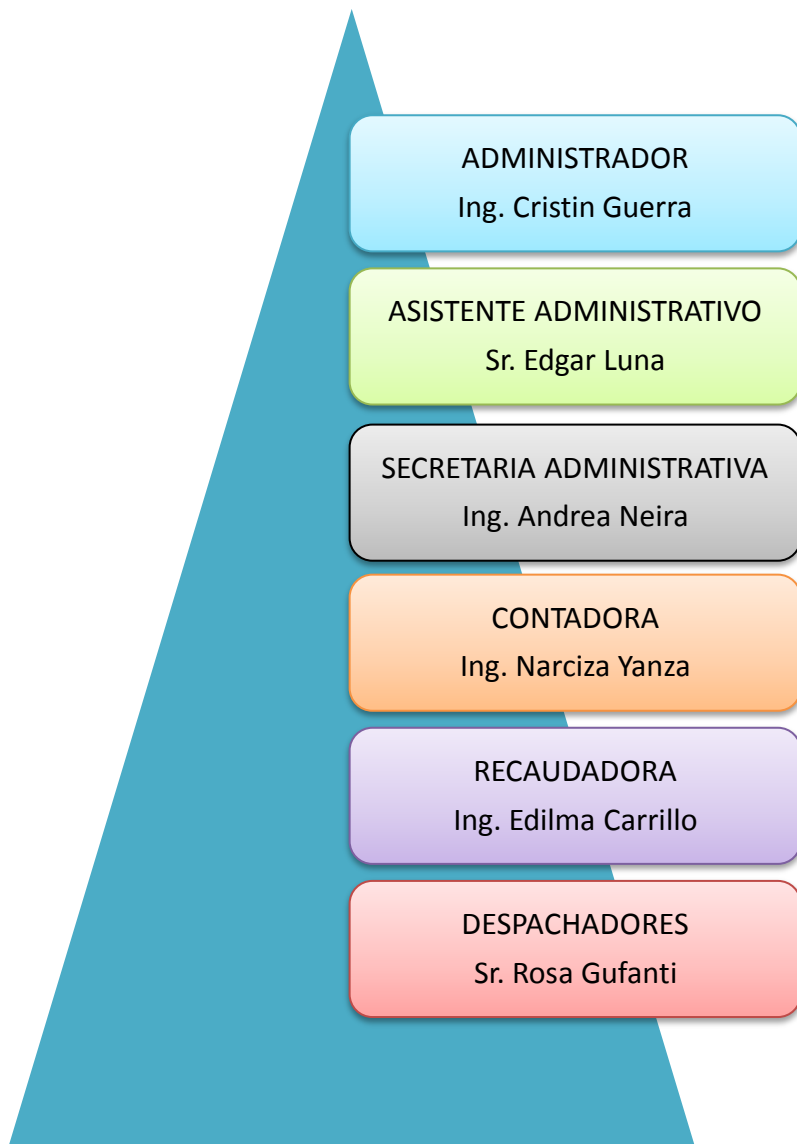 ADMINISTRADOR
Ing. Cristin Guerra
ASISTENTE ADMINISTRATIVO
Sr. Edgar Luna
SECRETARIA ADMINISTRATIVA
Ing. Andrea Neira
CONTADORA
Ing. Narciza Yanza
RECAUDADORA
Ing. Edilma Carrillo
DESPACHADORES
Sr. Rosa Gufanti